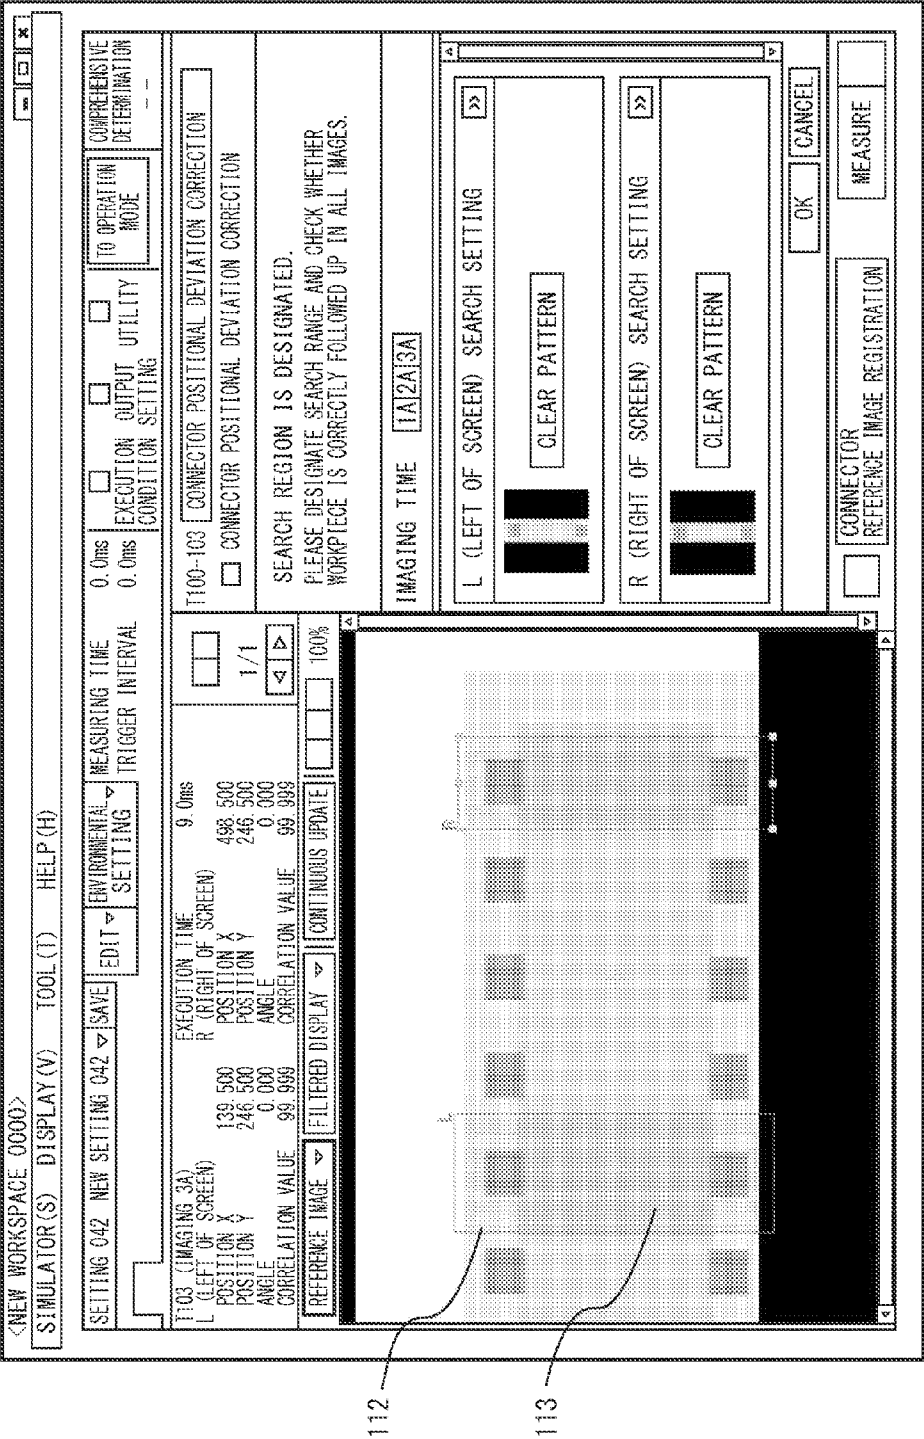 <NEW WORKSPACE 0000>
SIMULATOR(S) DISPLAY(V) TOOL(T) HELP(H)
SETTING 042 NEW SETTING 042 SAVE
EDIT
ENVIRONMENTAL
SETTING
MEASURING TIME 0.0ms
TRIGGER INTERVAL 0.0ms
EXECUTION
CONDITION
OUTPUT
SETTING
UTILITY
TO OPERATION
MODE
COMPREHENSIVE
DETERMINATION
--
T103 (IMAGING 3A)
L (LEFT OF SCREEN)
POSITION X 139.500
POSITION Y 246.500
ANGLE 0.000
CORRELATION VALUE 99.999
EXECUTION TIME 9.0ms
R (RIGHT OF SCREEN)
POSITION X 498.500
POSITION Y 246.500
ANGLE 0.000
CORRELATION VALUE 99.999
1/1
REFERENCE IMAGE
FILTERED DISPLAY
CONTINUOUS UPDATE
100%
L
R
112
113
T100-103 CONNECTOR POSITIONAL DEVIATION CORRECTION
CONNECTOR POSITIONAL DEVIATION CORRECTION
SEARCH REGION IS DESIGNATED.
PLEASE DESIGNATE SEARCH RANGE AND CHECK WHETHER
WORKPIECE IS CORRECTLY FOLLOWED UP IN ALL IMAGES.
IMAGING TIME 1A|2A|3A
L (LEFT OF SCREEN) SEARCH SETTING >>
CLEAR PATTERN
R (RIGHT OF SCREEN) SEARCH SETTING >>
CLEAR PATTERN
OK CANCEL
CONNECTOR
REFERENCE IMAGE REGISTRATION
MEASURE